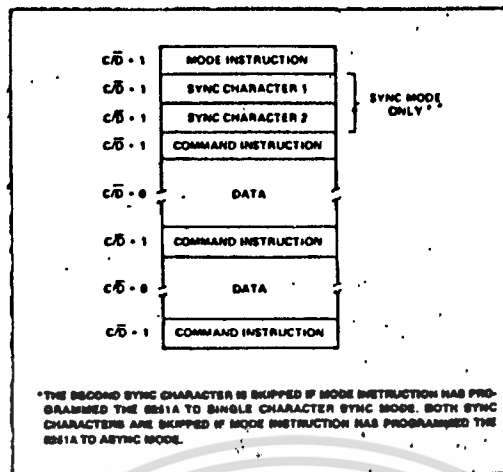 C/D̅ = 1 MODE INSTRUCTION
C/D̅ = 1 SYNC CHARACTER 1
SYNC MODE ONLY*
C/D̅ = 1 SYNC CHARACTER 2
C/D̅ = 1 COMMAND INSTRUCTION
C/D̅ = 0 DATA
C/D̅ = 1 COMMAND INSTRUCTION
C/D̅ = 0 DATA
C/D̅ = 1 COMMAND INSTRUCTION
*THE SECOND SYNC CHARACTER IS SKIPPED IF MODE INSTRUCTION HAS PRO-
GRAMMED THE 8251A TO SINGLE CHARACTER SYNC MODE. BOTH SYNC
CHARACTERS ARE SKIPPED IF MODE INSTRUCTION HAS PROGRAMMED THE
8251A TO ASYNC MODE.